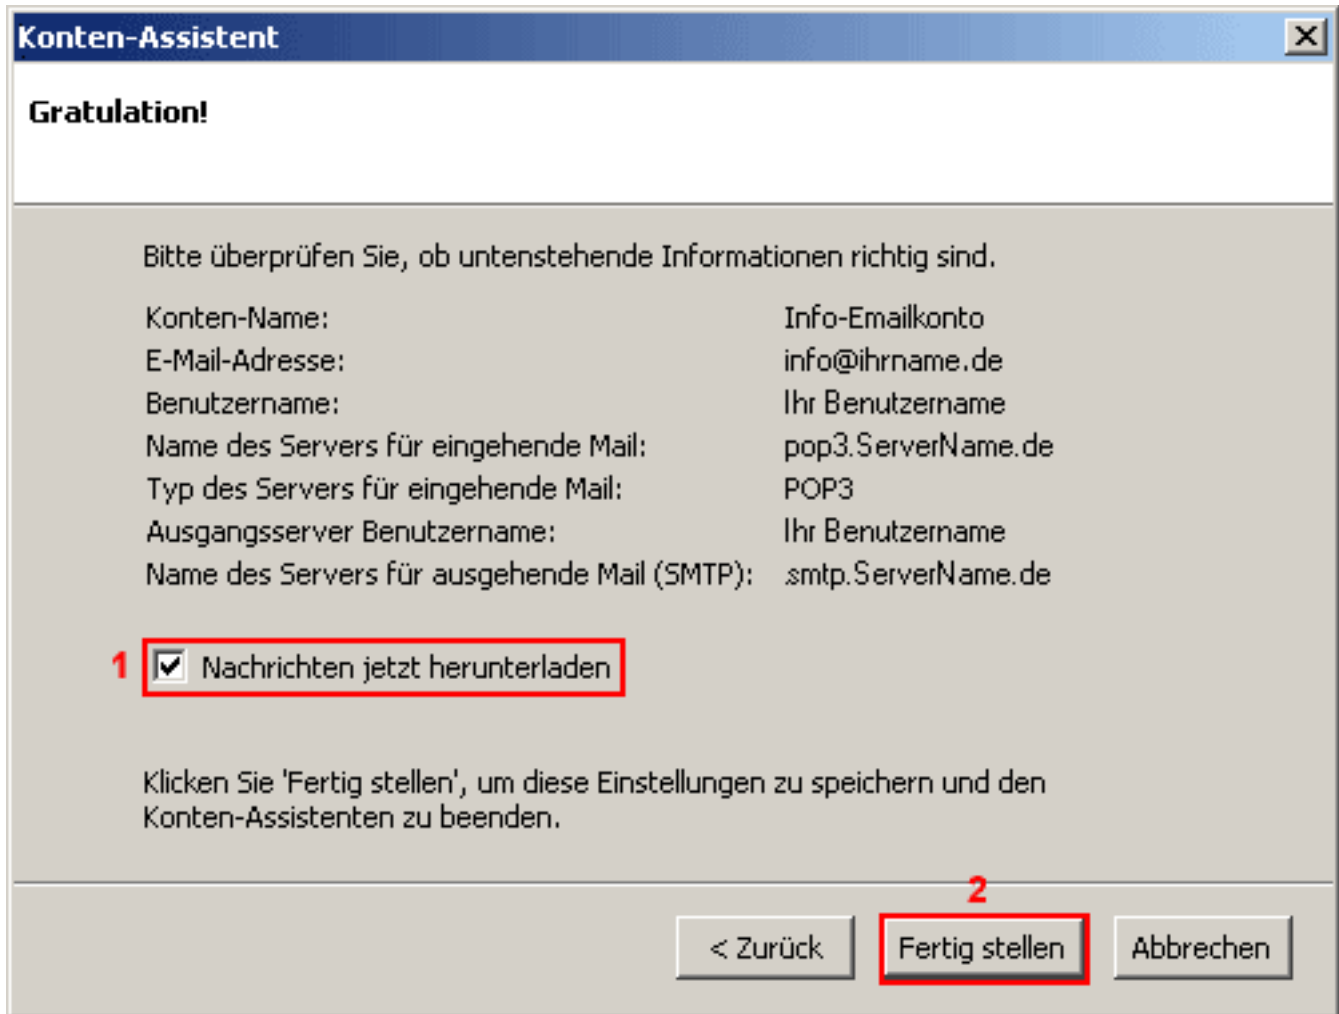 Konten-Assistent
Gratulation!
Bitte überprüfen Sie, ob untenstehende Informationen richtig sind.
Konten-Name: Info-Emailkonto
E-Mail-Adresse: info@ihrname.de
Benutzername: Ihr Benutzername
Name des Servers für eingehende Mail: pop3.ServerName.de
Typ des Servers für eingehende Mail: POP3
Ausgangsserver Benutzername: Ihr Benutzername
Name des Servers für ausgehende Mail (SMTP): smtp.ServerName.de
1 Nachrichten jetzt herunterladen
Klicken Sie 'Fertig stellen', um diese Einstellungen zu speichern und den
Konten-Assistenten zu beenden.
2
< Zurück Fertig stellen Abbrechen